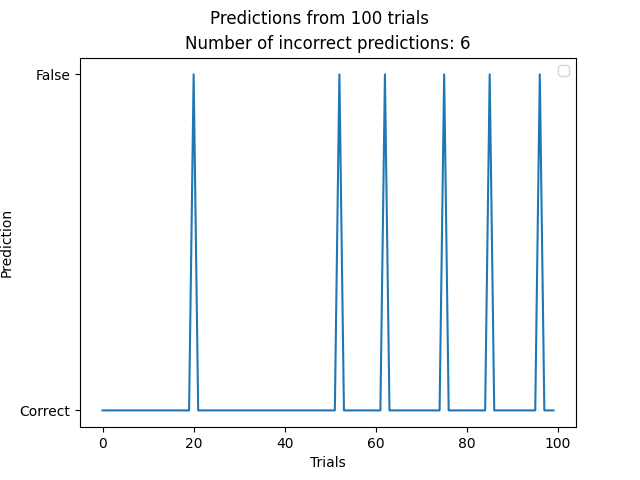 Predictions from 100 trials
Number of incorrect predictions: 6
False
Correct
Prediction
0 20 40 60 80 100
Trials